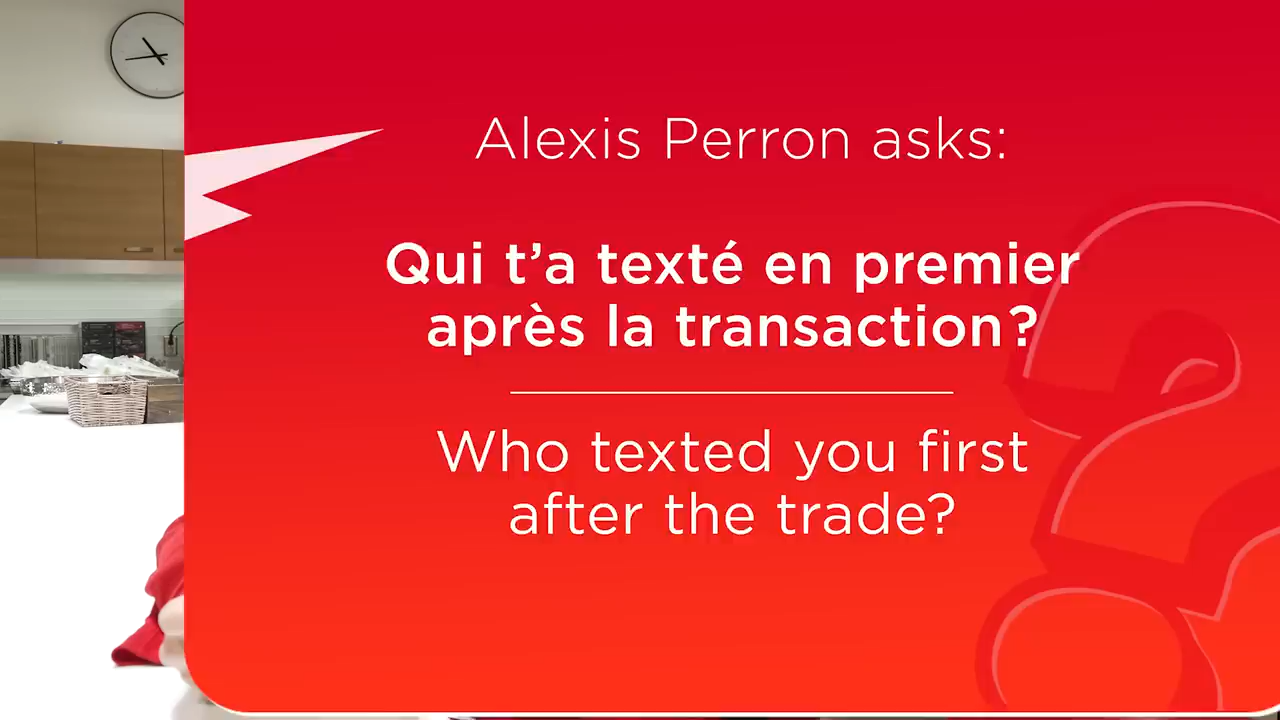 Alexis Perron asks:
Qui t’a texté en premier
après la transaction?
Who texted you first
after the trade?